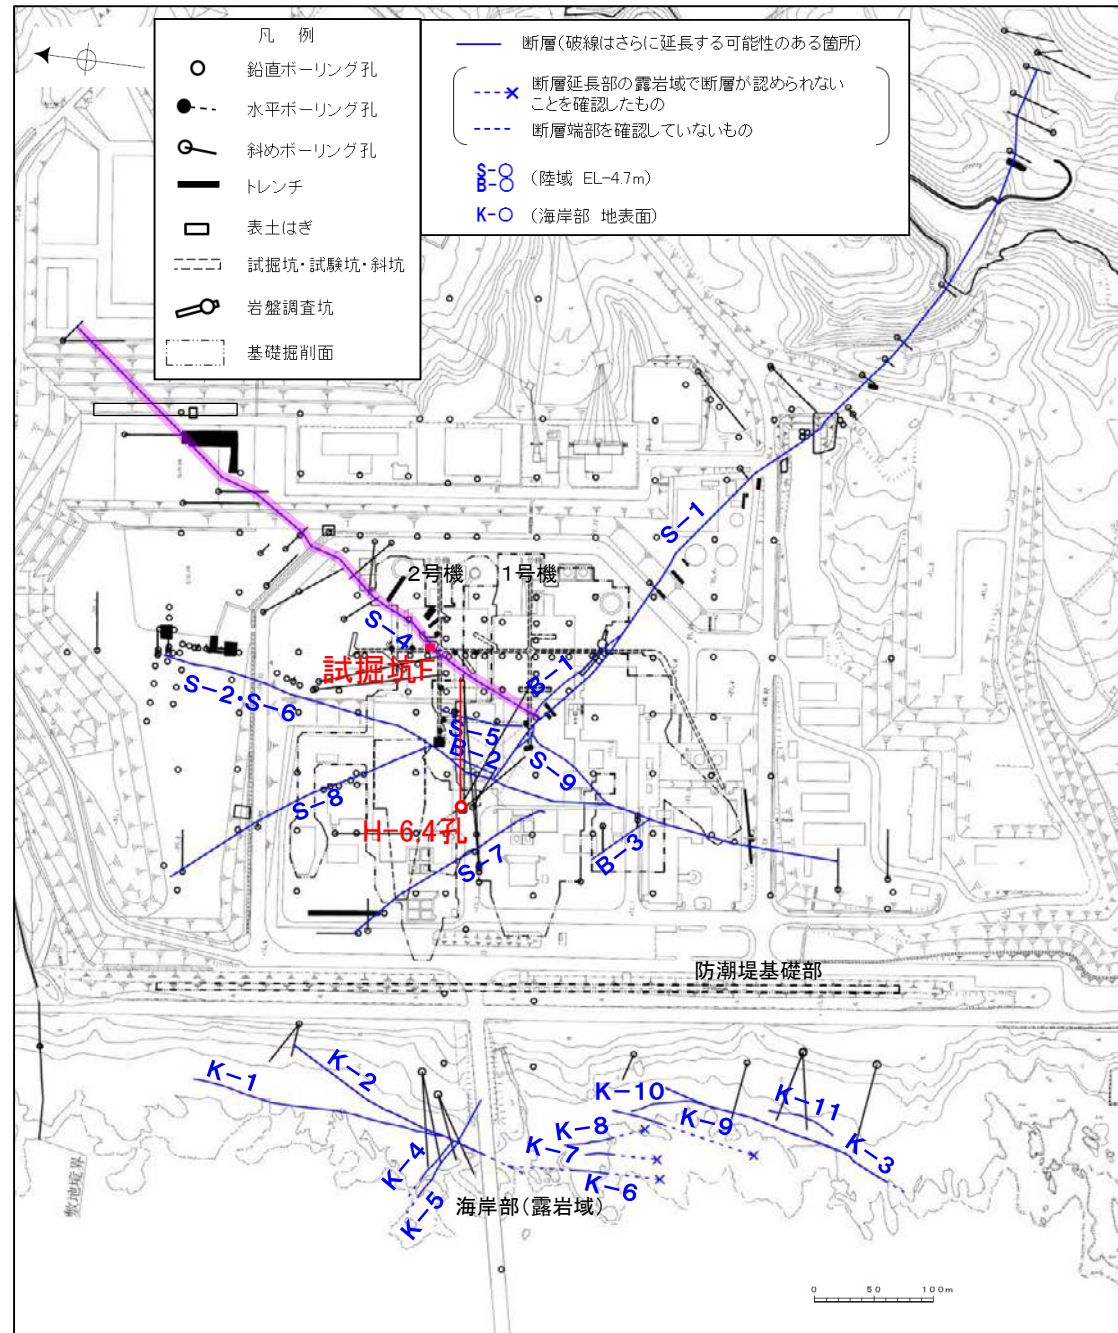 凡 例
鉛直ボーリング孔
水平ボーリング孔
斜めボーリング孔
トレンチ
表土はぎ
試掘坑・試験坑・斜坑
岩盤調査坑
基礎掘削面
断層(破線はさらに延長する可能性のある箇所)
断層延長部の露岩域で断層が認められない
ことを確認したもの
断層端部を確認していないもの
S-○
B-○
(陸域 EL-4.7m)
K-○
(海岸部 地表面)
S-1
2号機
1号機
S-4
試掘坑F
B-1
S-2・S-6
S-5
B-2
S-9
S-8
H-6.4孔
S-7
B-3
防潮堤基礎部
K-1
K-2
K-10
K-11
K-8
K-9
K-7
K-3
K-4
K-6
K-5
敷地境界
海岸部(露岩域)
0 50 100m